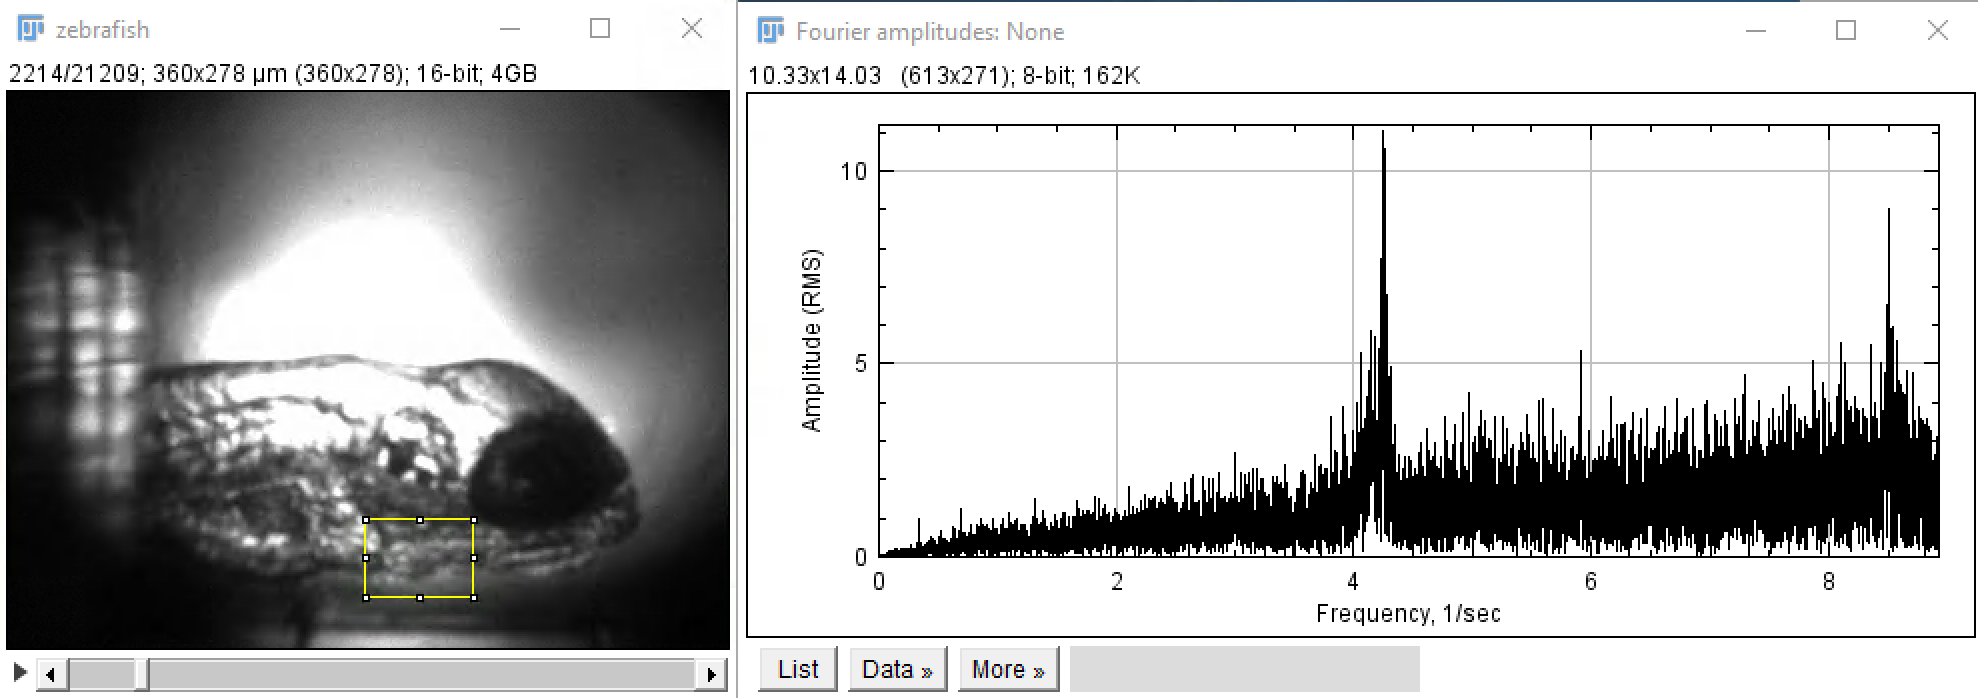 zebrafish
2214/21209; 360x278 µm (360x278); 16-bit; 4GB
Fourier amplitudes: None
10.33x14.03 (613x271); 8-bit; 162K
10
5
0
Amplitude (RMS)
0 2 4 6 8
Frequency, 1/sec
List Data » More »